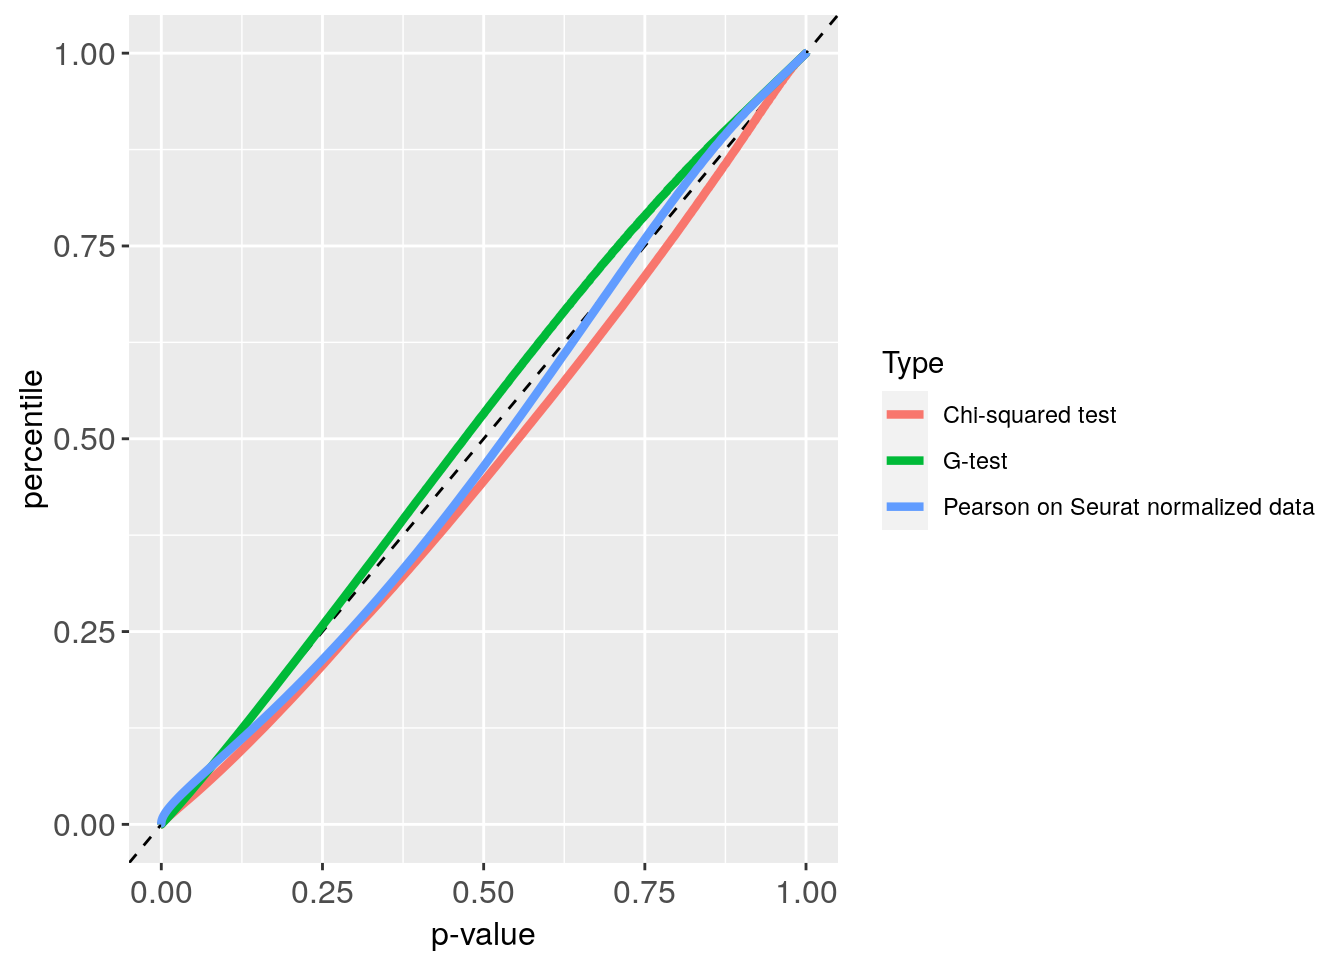 1.00
0.75
0.50
0.25
0.00
percentile
0.00 0.25 0.50 0.75 1.00
p-value
Type
Chi-squared test
G-test
Pearson on Seurat normalized data